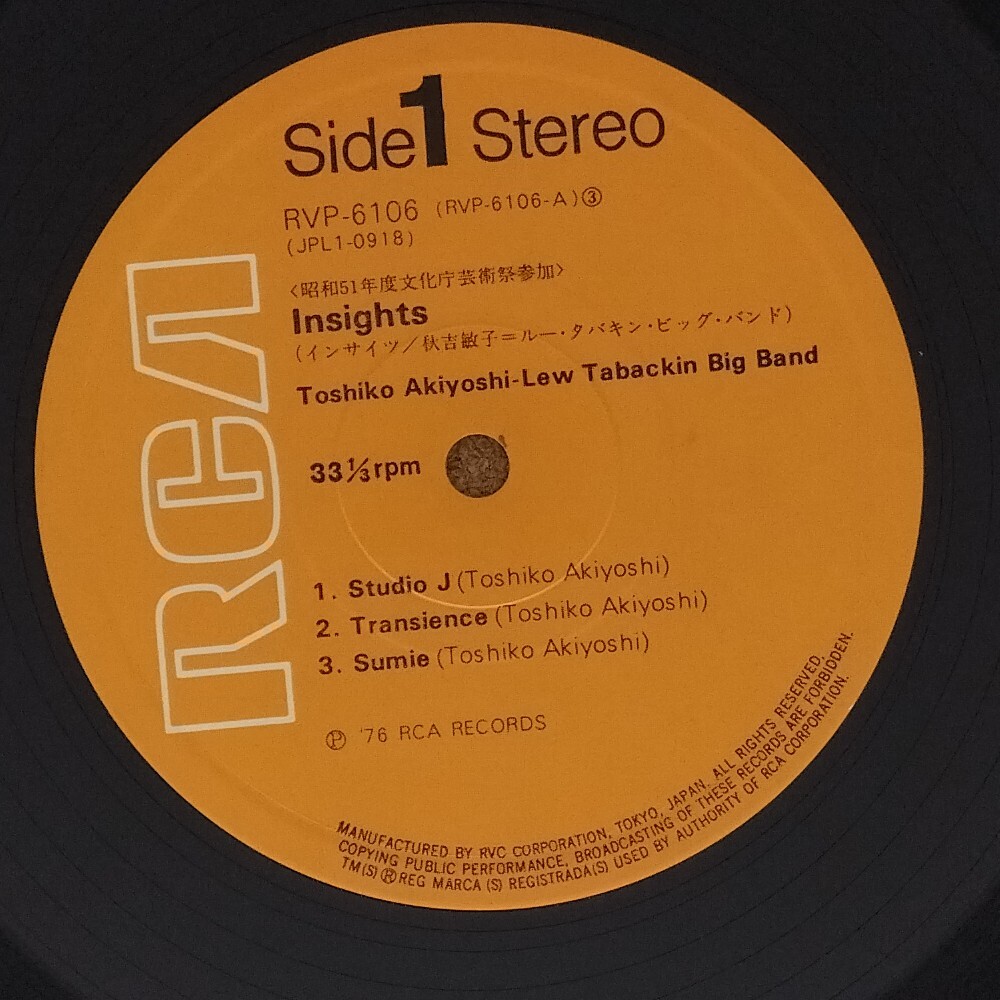 Side 1 Stereo
RVP-6106 (RVP-6106-A) ③
(JPL1-0918)
〈昭和51年度文化庁芸術祭参加〉
Insights
(インサイツ/秋吉敏子=ルー・タバキン・ビッグ・バンド)
Toshiko Akiyoshi-Lew Tabackin Big Band
RCA
33⅓rpm
1. Studio J (Toshiko Akiyoshi)
2. Transience (Toshiko Akiyoshi)
3. Sumie (Toshiko Akiyoshi)
Ⓟ '76 RCA RECORDS
MANUFACTURED BY RVC CORPORATION, TOKYO, JAPAN. ALL RIGHTS RESERVED.
COPYING PUBLIC PERFORMANCE, BROADCASTING OF THESE RECORDS ARE FORBIDDEN.
TM(S) ® REG MARCA (S) REGISTRADA(S) USED BY AUTHORITY OF RCA CORPORATION.